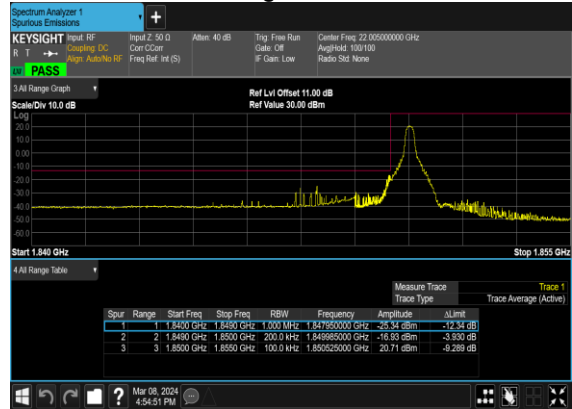 Spectrum Analyzer 1
Spurious Emissions
+
KEYSIGHT
R T
LW PASS
Input: RF
Coupling: DC
Align: Auto/No RF
Input Z: 50 Ω
Corr CCorr
Freq Ref: Int (S)
Atten: 40 dB
Trig: Free Run
Gate: Off
IF Gain: Low
Center Freq: 22.005000000 GHz
Avg|Hold: 100/100
Radio Std: None
3 All Range Graph
Scale/Div 10.0 dB
Ref Lvl Offset 11.00 dB
Ref Value 30.00 dBm
Log
20.0
10.0
0.00
-10.0
-20.0
-30.0
-40.0
-50.0
-60.0
Start 1.840 GHz
Stop 1.855 GHz
4 All Range Table
Measure Trace Trace 1
Trace Type Trace Average (Active)
Spur Range Start Freq Stop Freq RBW Frequency Amplitude ΔLimit
1 1 1.8400 GHz 1.8490 GHz 1.000 MHz 1.847950000 GHz -25.34 dBm -12.34 dB
2 2 1.8490 GHz 1.8500 GHz 200.0 kHz 1.849985000 GHz -16.93 dBm -3.930 dB
3 3 1.8500 GHz 1.8550 GHz 100.0 kHz 1.850525000 GHz 20.71 dBm -9.289 dB
?
Mar 08, 2024
4:54:51 PM